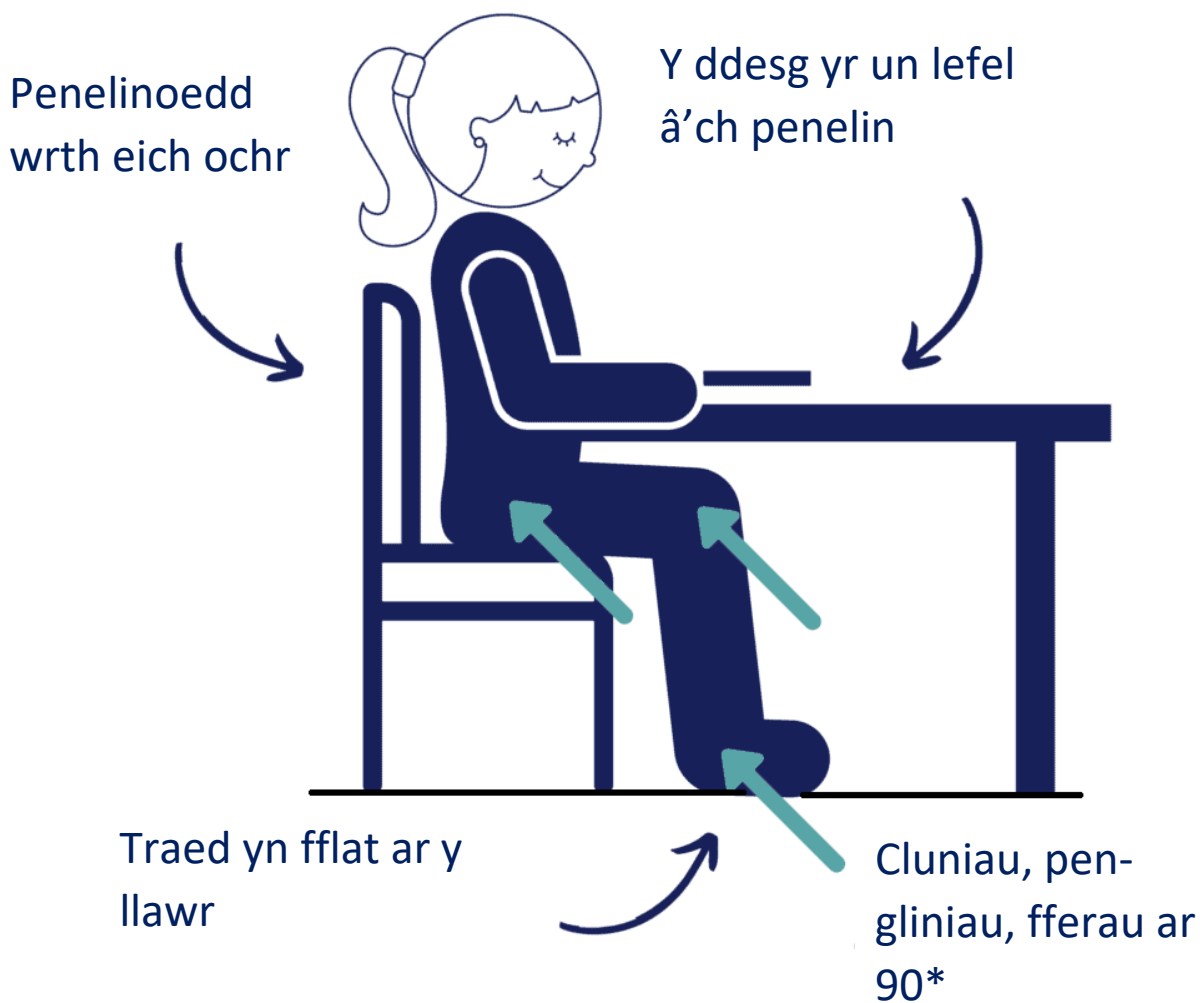 Penelinoedd
wrth eich ochr
Y ddesg yr un lefel
â’ch penelin
Traed yn fflat ar y
llawr
Cluniau, pen-
gliniau, fferau ar
90*